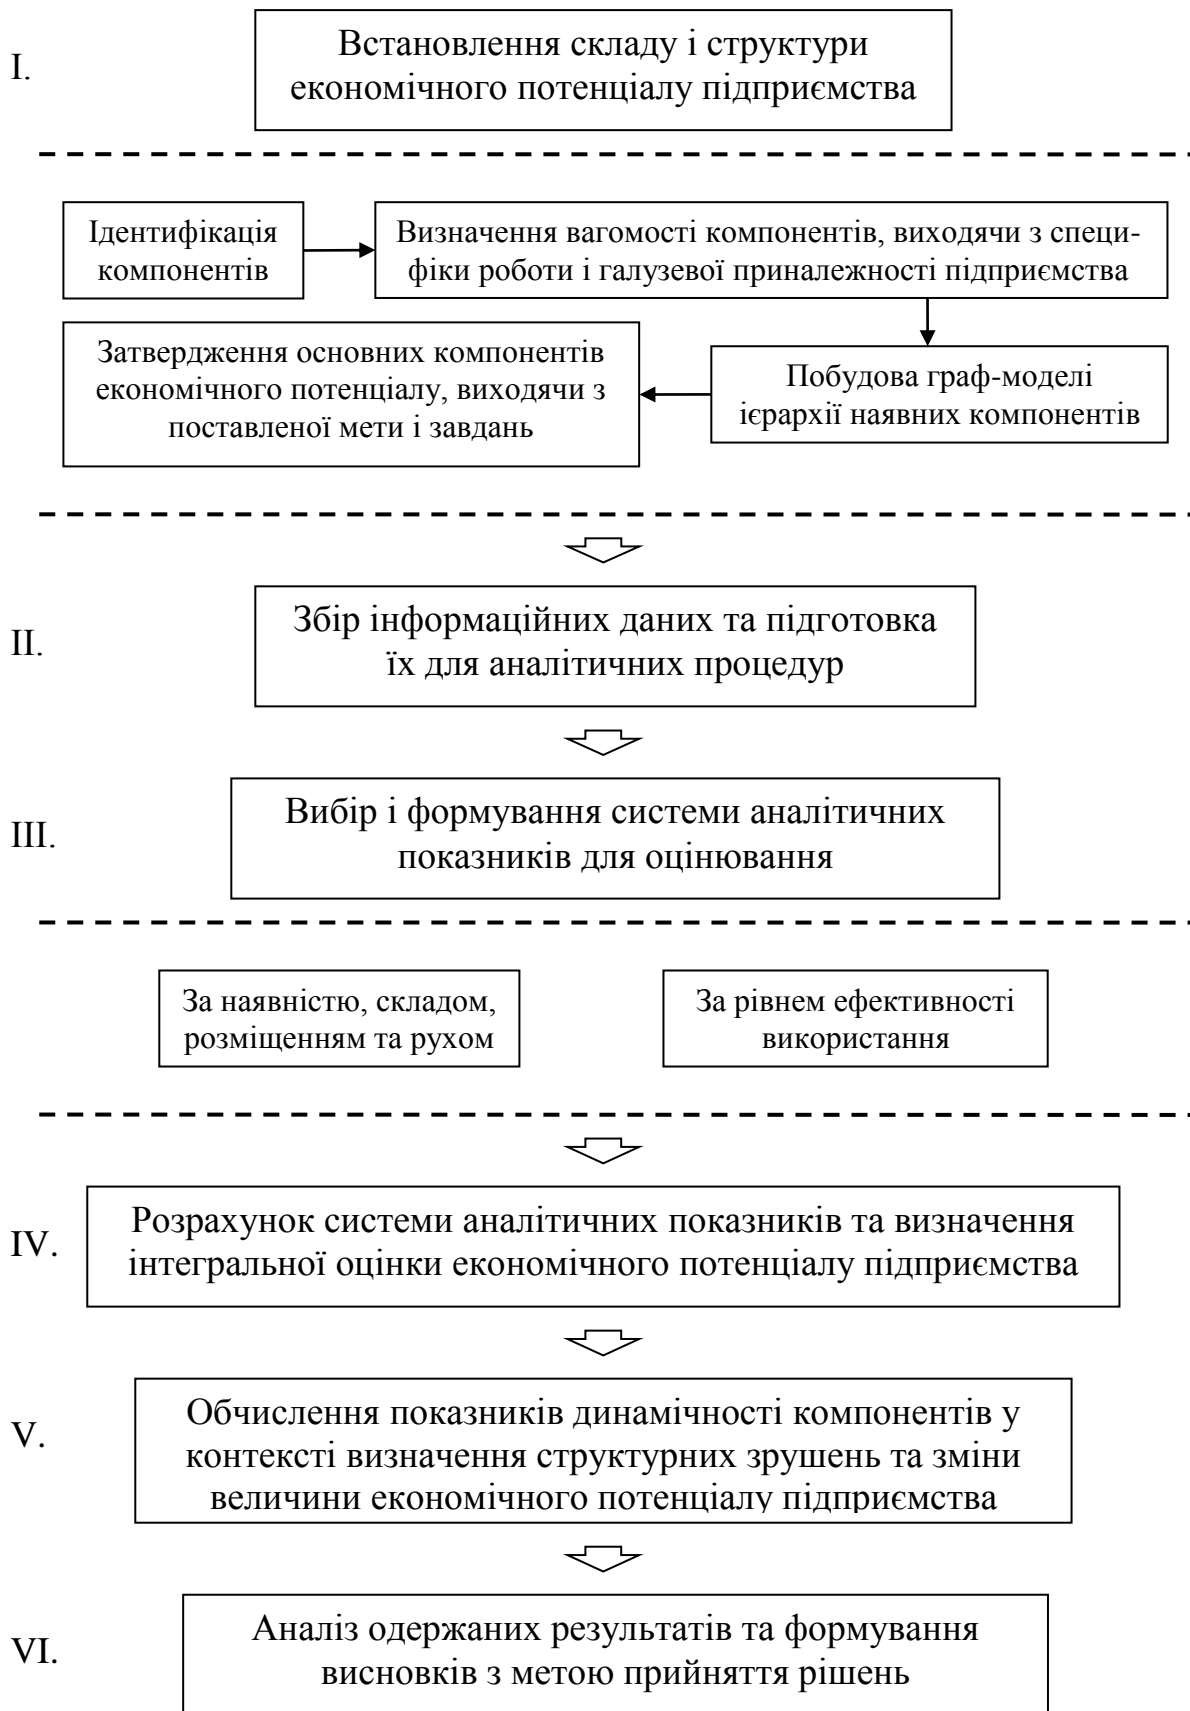 I.
Встановлення складу і структури
економічного потенціалу підприємства
Ідентифікація
компонентів
Визначення вагомості компонентів, виходячи з специ-
фіки роботи і галузевої приналежності підприємства
Затвердження основних компонентів
економічного потенціалу, виходячи з
поставленої мети і завдань
Побудова граф-моделі
ієрархії наявних компонентів
II.
Збір інформаційних даних та підготовка
їх для аналітичних процедур
III.
Вибір і формування системи аналітичних
показників для оцінювання
За наявністю, складом,
розміщенням та рухом
За рівнем ефективності
використання
IV.
Розрахунок системи аналітичних показників та визначення
інтегральної оцінки економічного потенціалу підприємства
V.
Обчислення показників динамічності компонентів у
контексті визначення структурних зрушень та зміни
величини економічного потенціалу підприємства
VI.
Аналіз одержаних результатів та формування
висновків з метою прийняття рішень